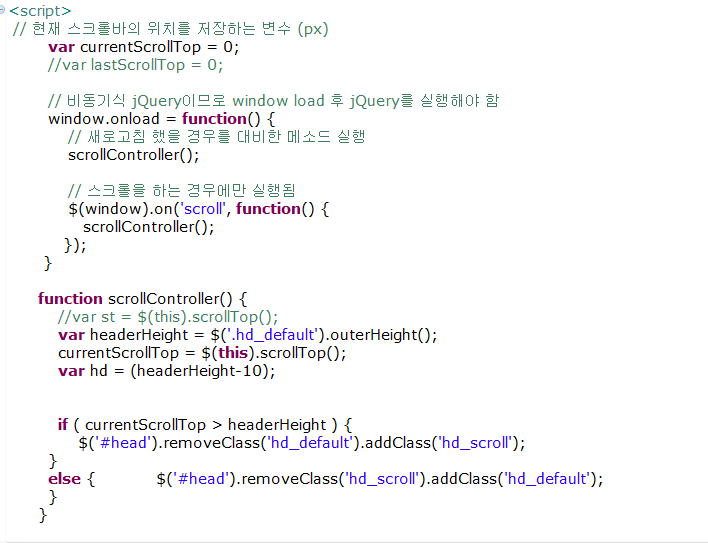 <script>
// 현재 스크롤바의 위치를 저장하는 변수 (px)
var currentScrollTop = 0;
//var lastScrollTop = 0;
// 비동기식 jQuery이므로 window load 후 jQuery를 실행해야 함
window.onload = function() {
// 새로고침 했을 경우를 대비한 메소드 실행
scrollController();
// 스크롤을 하는 경우에만 실행됨
$(window).on('scroll', function() {
scrollController();
});
}
function scrollController() {
//var st = $(this).scrollTop();
var headerHeight = $('.hd_default').outerHeight();
currentScrollTop = $(this).scrollTop();
var hd = (headerHeight-10);
if ( currentScrollTop > headerHeight ) {
$('#head').removeClass('hd_default').addClass('hd_scroll');
}
else { $('#head').removeClass('hd_scroll').addClass('hd_default');
}
}